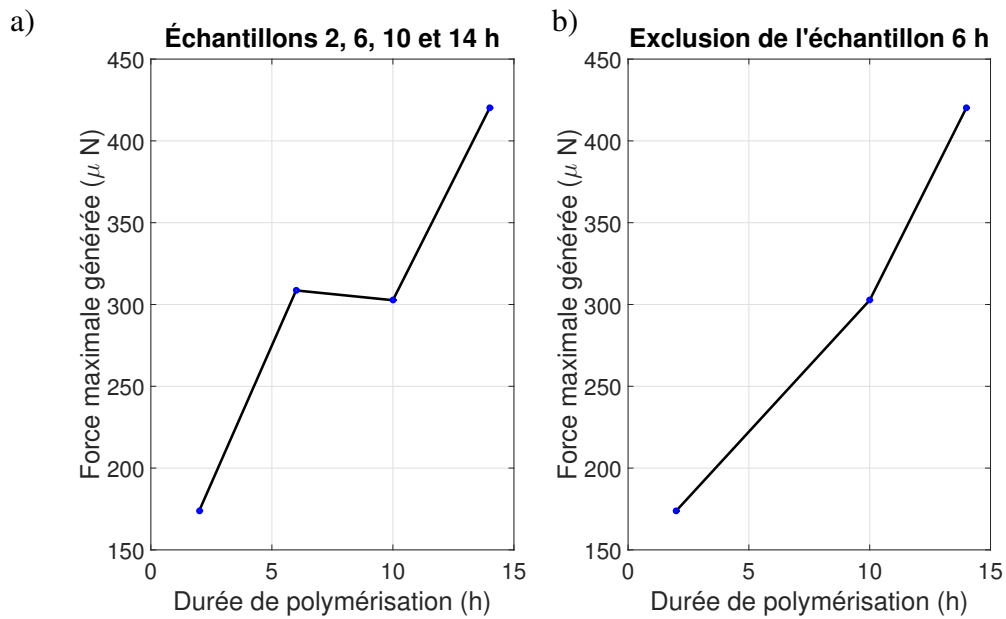 a)
Échantillons 2, 6, 10 et 14 h
450
400
350
300
250
200
150
0
5
10
15
Force maximale générée (μ N)
Durée de polymérisation (h)
b)
Exclusion de l'échantillon 6 h
450
400
350
300
250
200
150
0
5
10
15
Force maximale générée (μ N)
Durée de polymérisation (h)